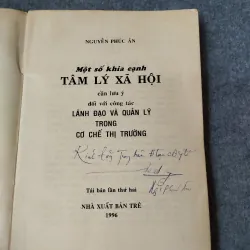 NGUYỄN PHÚC ÂN
Một số khía cạnh
TÂM LÝ XÃ HỘI
cần lưu ý
đối với công tác
LÃNH ĐẠO VÀ QUẢN LÝ
TRONG
CƠ CHẾ THỊ TRƯỜNG
Tái bản lần thứ hai
NHÀ XUẤT BẢN TRẺ
1996